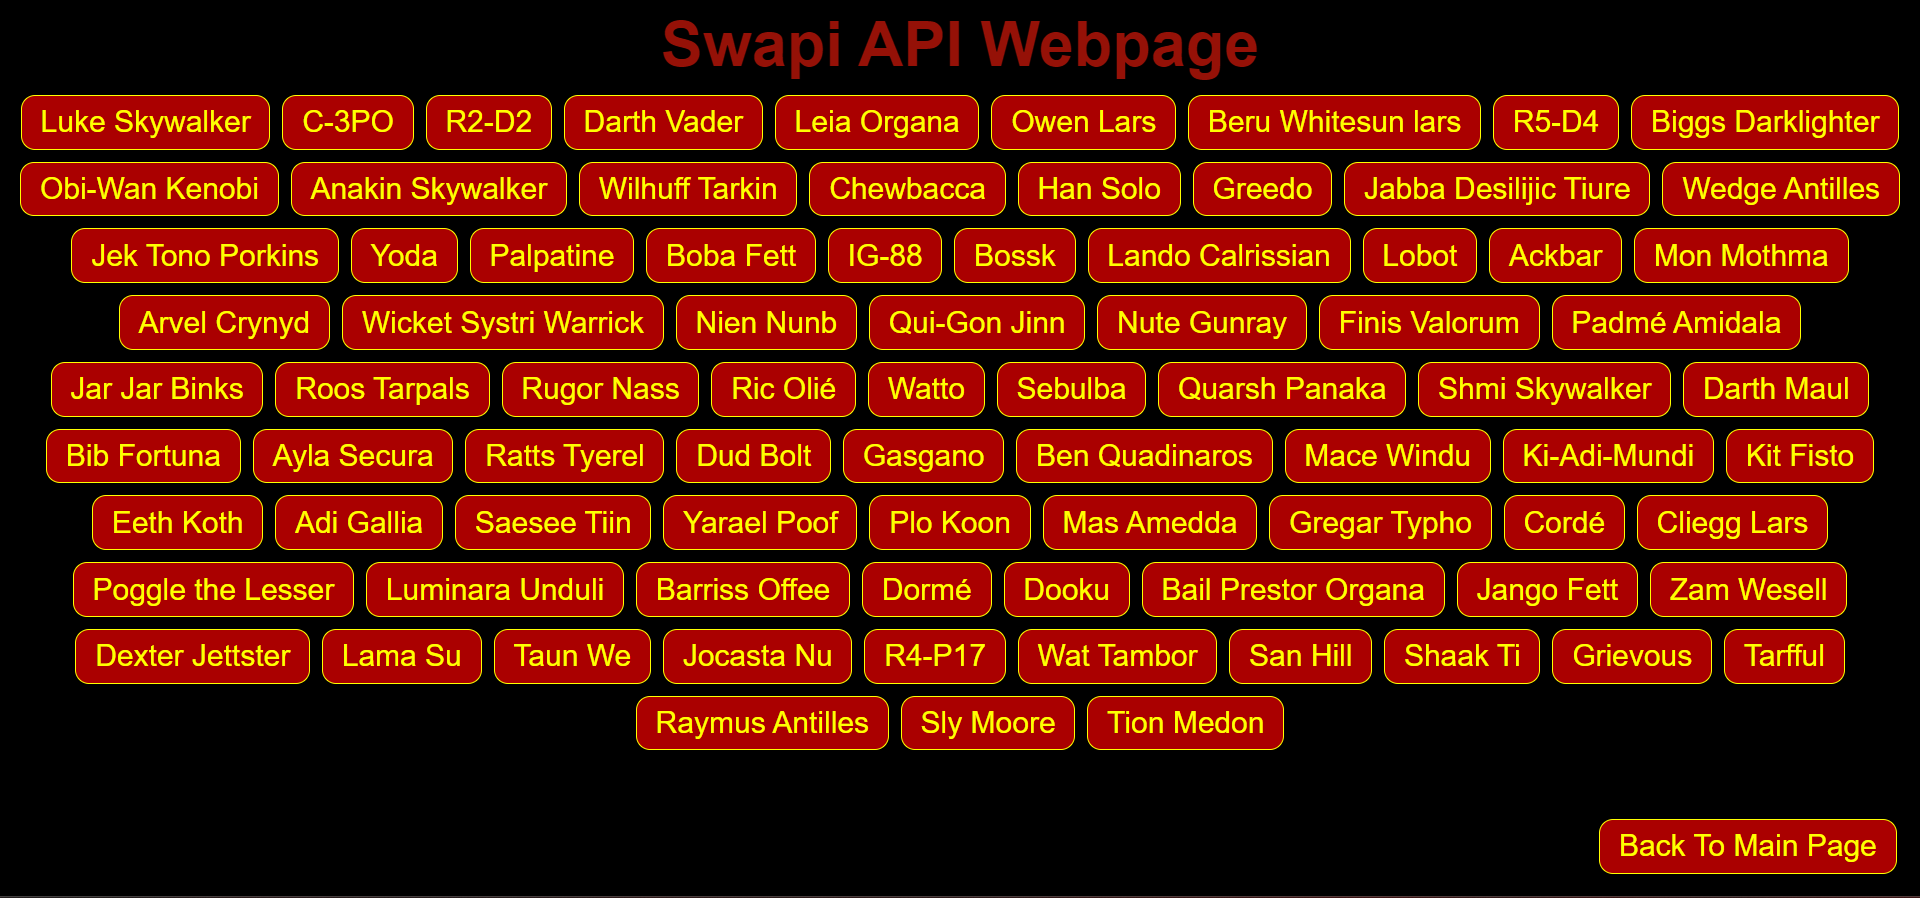 Swapi API Webpage
Luke Skywalker C-3PO R2-D2 Darth Vader Leia Organa Owen Lars Beru Whitesun lars R5-D4 Biggs Darklighter
Obi-Wan Kenobi Anakin Skywalker Wilhuff Tarkin Chewbacca Han Solo Greedo Jabba Desilijic Tiure Wedge Antilles
Jek Tono Porkins Yoda Palpatine Boba Fett IG-88 Bossk Lando Calrissian Lobot Ackbar Mon Mothma
Arvel Crynyd Wicket Systri Warrick Nien Nunb Qui-Gon Jinn Nute Gunray Finis Valorum Padmé Amidala
Jar Jar Binks Roos Tarpals Rugor Nass Ric Olié Watto Sebulba Quarsh Panaka Shmi Skywalker Darth Maul
Bib Fortuna Ayla Secura Ratts Tyerel Dud Bolt Gasgano Ben Quadinaros Mace Windu Ki-Adi-Mundi Kit Fisto
Eeth Koth Adi Gallia Saesee Tiin Yarael Poof Plo Koon Mas Amedda Gregar Typho Cordé Cliegg Lars
Poggle the Lesser Luminara Unduli Barriss Offee Dormé Dooku Bail Prestor Organa Jango Fett Zam Wesell
Dexter Jettster Lama Su Taun We Jocasta Nu R4-P17 Wat Tambor San Hill Shaak Ti Grievous Tarfful
Raymus Antilles Sly Moore Tion Medon
Back To Main Page